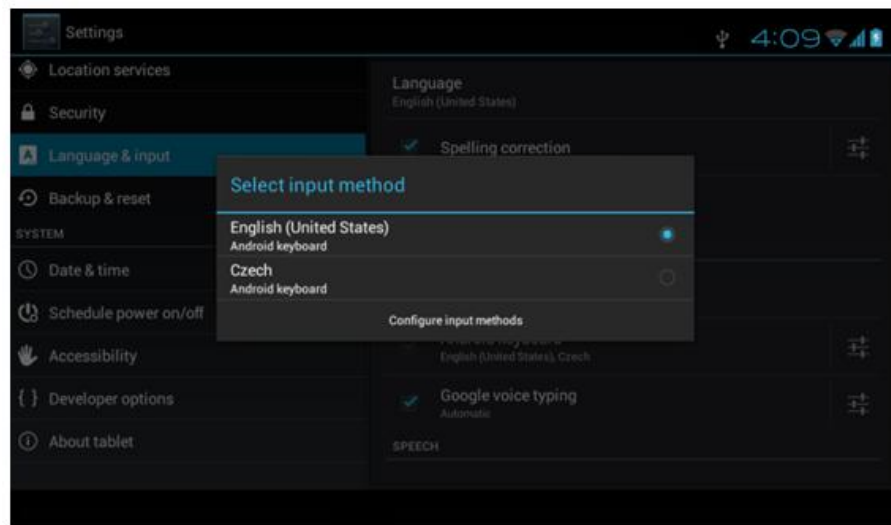 Settings
4:09
Location services
Security
Language & input
Backup & reset
SYSTEM
Date & time
Schedule power on/off
Accessibility
{ } Developer options
About tablet
Language
English (United States)
Spelling correction
Select input method
English (United States)
Android keyboard
Czech
Android keyboard
Configure input methods
Android keyboard
English (United States), Czech
Google voice typing
Automatic
SPEECH